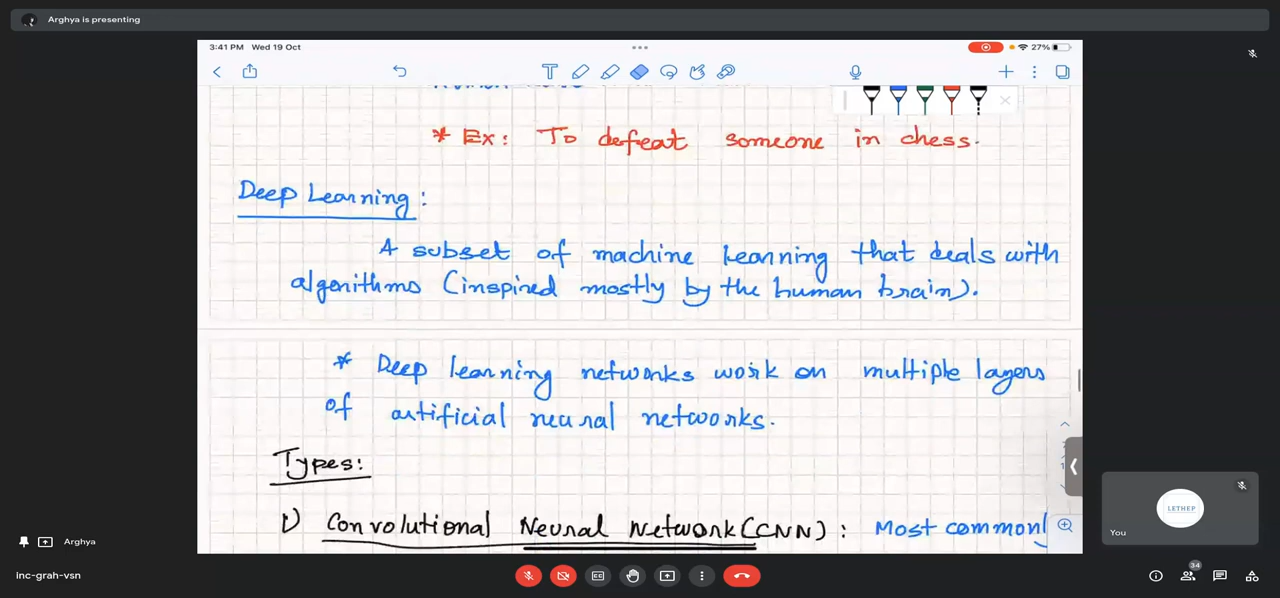 Arghya is presenting
3:41 PM Wed 19 Oct
27%
* Ex: To defeat someone in chess.
Deep Learning:
A subset of machine learning that deals with
algorithms (inspired mostly by the human brain).
* Deep learning networks work on multiple layers
of artificial neural networks.
Types:
1) Convolutional Neural Network (CNN): Most commonl
LETHEP
You
Arghya
lnc-grah-vsn
34